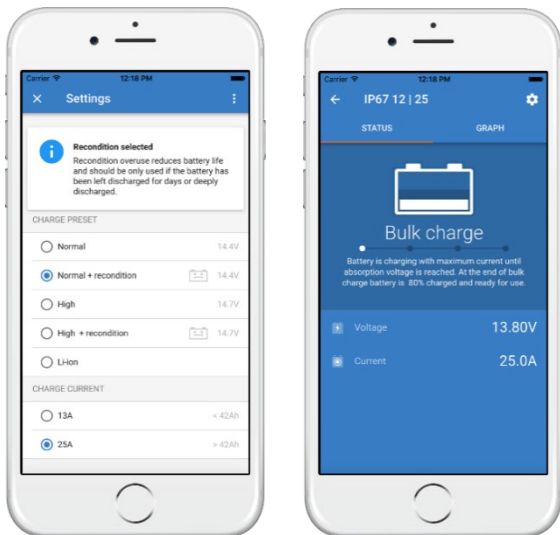 Carrier 12:18 PM
Settings
Recondition selected
Recondition overuse reduces battery life
and should be only used if the battery has
been left discharged for days or deeply
discharged.
CHARGE PRESET
Normal 14.4V
Normal + recondition 14.4V
High 14.7V
High + recondition 14.7V
Li-ion
CHARGE CURRENT
13A < 42Ah
25A > 42Ah
Carrier 12:18 PM
IP67 12 | 25
STATUS GRAPH
Bulk charge
Battery is charging with maximum current until
absorption voltage is reached. At the end of bulk
charge battery is 80% charged and ready for use.
Voltage 13.80V
Current 25.0A